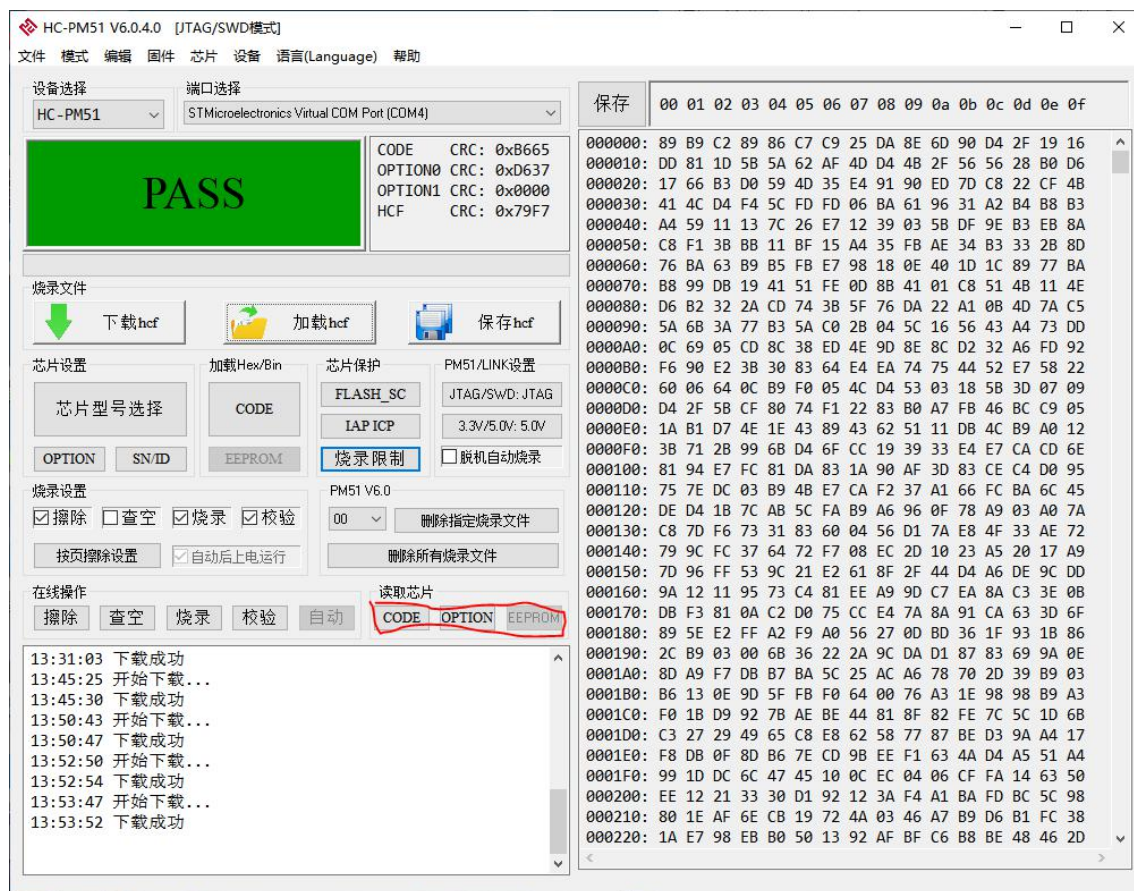 HC-PM51 V6.0.4.0 [JTAG/SWD模式]
文件 模式 编辑 固件 芯片 设备 语言(Language) 帮助
设备选择 端口选择
HC-PM51 STMicroelectronics Virtual COM Port (COM4)
PASS
CODE CRC: 0xB665
OPTION0 CRC: 0xD637
OPTION1 CRC: 0x0000
HCF CRC: 0x79F7
烧录文件
下载hcf 加载hcf 保存hcf
芯片设置 加载Hex/Bin 芯片保护 PM51/LINK设置
芯片型号选择 CODE FLASH_SC JTAG/SWD: JTAG
IAP ICP 3.3V/5.0V: 5.0V
OPTION SN/ID EEPROM 烧录限制 脱机自动烧录
烧录设置 PM51 V6.0
擦除 查空 烧录 校验 00 删除指定烧录文件
按页擦除设置 自动后上电运行 删除所有烧录文件
在线操作 读取芯片
擦除 查空 烧录 校验 自动 CODE OPTION EEPROM
13:31:03 下载成功
13:45:25 开始下载...
13:45:30 下载成功
13:50:43 开始下载...
13:50:47 下载成功
13:52:50 开始下载...
13:52:54 下载成功
13:53:47 开始下载...
13:53:52 下载成功
保存 00 01 02 03 04 05 06 07 08 09 0a 0b 0c 0d 0e 0f
000000: 89 B9 C2 89 86 C7 C9 25 DA 8E 6D 90 D4 2F 19 16
000010: DD 81 1D 5B 5A 62 AF 4D D4 4B 2F 56 56 28 B0 D6
000020: 17 66 B3 D0 59 4D 35 E4 91 90 ED 7D C8 22 CF 4B
000030: 41 4C D4 F4 5C FD FD 06 BA 61 96 31 A2 B4 B8 B3
000040: A4 59 11 13 7C 26 E7 12 39 03 5B DF 9E B3 EB 8A
000050: C8 F1 3B BB 11 BF 15 A4 35 FB AE 34 B3 33 2B 8D
000060: 76 BA 63 B9 B5 FB E7 98 18 0E 40 1D 1C 89 77 BA
000070: B8 99 DB 19 41 51 FE 0D 8B 41 01 C8 51 4B 11 4E
000080: D6 B2 32 2A CD 74 3B 5F 76 DA 22 A1 0B 4D 7A C5
000090: 5A 6B 3A 77 B3 5A C0 2B 04 5C 16 56 43 A4 73 DD
0000A0: 0C 69 05 CD 8C 38 ED 4E 9D 8E 8C D2 32 A6 FD 92
0000B0: F6 90 E2 3B 30 83 64 E4 EA 74 75 44 52 E7 58 22
0000C0: 60 06 64 0C B9 F0 05 4C D4 53 03 18 5B 3D 07 09
0000D0: D4 2F 5B CF 80 74 F1 22 83 B0 A7 FB 46 BC C9 05
0000E0: 1A B1 D7 4E 1E 43 89 43 62 51 11 DB 4C B9 A0 12
0000F0: 3B 71 2B 99 6B D4 6F CC 19 39 33 E4 E7 CA CD 6E
000100: 81 94 E7 FC 81 DA 83 1A 90 AF 3D 83 CE C4 D0 95
000110: 75 7E DC 03 B9 4B E7 CA F2 37 A1 66 FC BA 6C 45
000120: DE D4 1B 7C AB 5C FA B9 A6 96 0F 78 A9 03 A0 7A
000130: C8 7D F6 73 31 83 60 04 56 D1 7A E8 4F 33 AE 72
000140: 79 9C FC 37 64 72 F7 08 EC 2D 10 23 A5 20 17 A9
000150: 7D 96 FF 53 9C 21 E2 61 8F 2F 44 D4 A6 DE 9C DD
000160: 9A 12 11 95 73 C4 81 EE A9 9D C7 EA 8A C3 3E 0B
000170: DB F3 81 0A C2 D0 75 CC E4 7A 8A 10 CA 63 3D 6F
000180: 89 5E E2 FF A2 F9 A0 56 27 0D BD 36 1F 93 1B 86
000190: 2C B9 03 00 6B 36 22 2A 9C DA D1 87 83 69 9A 0E
0001A0: 8D A9 F7 DB B7 BA 5C 25 AC A6 78 70 2D 39 B9 03
0001B0: B6 13 0E 9D 5F FB F0 64 00 76 A3 1E 98 98 B9 A3
0001C0: F0 1B D9 92 7B AE BE 44 81 8F 82 FE 7C 5C 1D 6B
0001D0: C3 27 29 49 65 C8 E8 62 58 77 87 BE D3 9A A4 17
0001E0: F8 DB 0F 8D B6 7E CD 9B EE F1 63 4A D4 A5 51 A4
0001F0: 99 1D DC 6C 47 45 10 0C EC 04 06 CF FA 14 63 50
000200: EE 12 21 33 30 D1 92 12 3A F4 A1 BA FD BC 5C 98
000210: 80 1E AF 6E CB 19 72 4A 03 46 A7 B9 D6 B1 FC 38
000220: 1A E7 98 EB B0 50 13 92 AF BF C6 B8 BE 48 46 2D